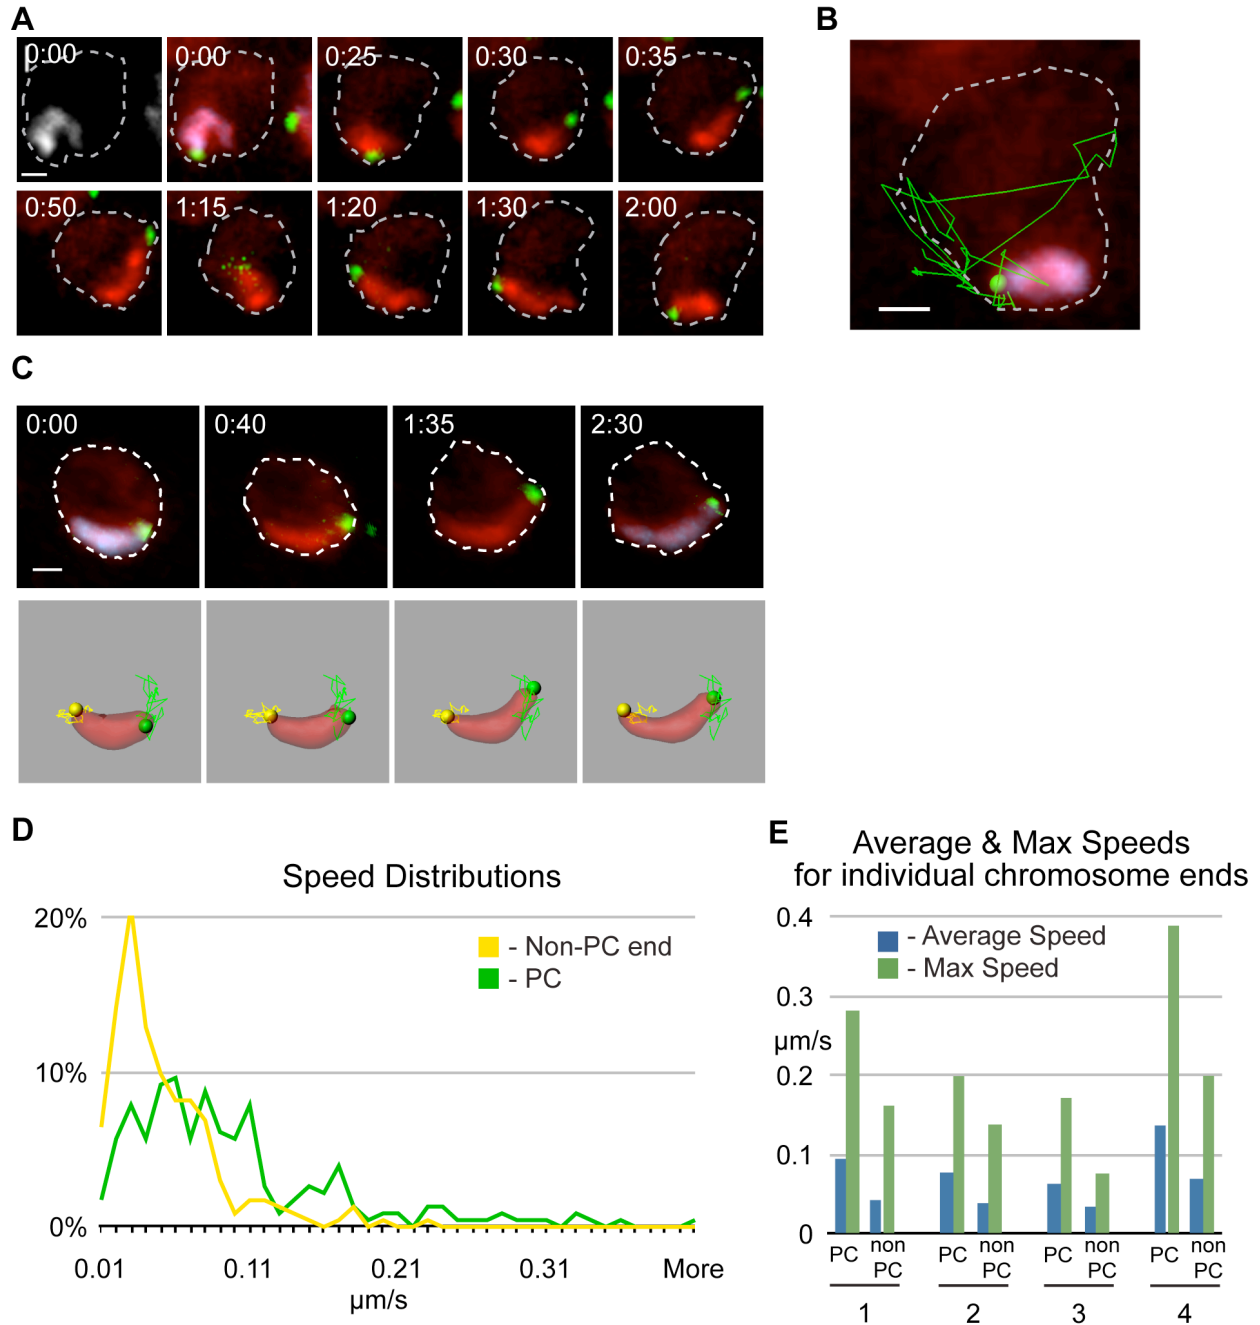 A
B
0:00
0:00
0:25
0:30
0:35
0:50
1:15
1:20
1:30
2:00
C
0:00
0:40
1:35
2:30
D
Speed Distributions
20%
10%
0%
- Non-PC end
- PC
0.01
0.11
0.21
0.31
More
µm/s
E
Average & Max Speeds
for individual chromosome ends
0.4
0.3
µm/s
0.2
0.1
0
- Average Speed
- Max Speed
PC
non PC
PC
non PC
PC
non PC
PC
non PC
1
2
3
4